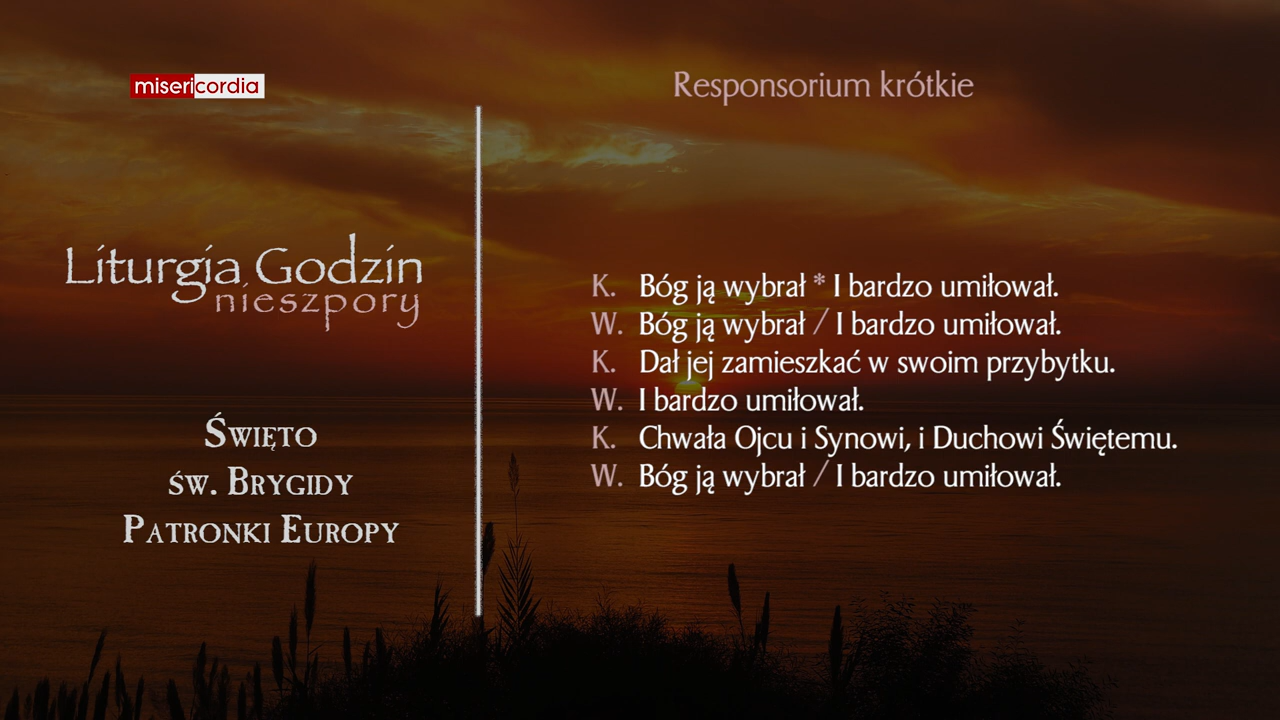 misericordia
Responsorium krótkie
Liturgia Godzin
nieszpory
Święto
św. Brygidy
Patronki Europy
K. Bóg ją wybrał * I bardzo umiłował.
W. Bóg ją wybrał / I bardzo umiłował.
K. Dał jej zamieszkać w swoim przybytku.
W. I bardzo umiłował.
K. Chwała Ojcu i Synowi, i Duchowi Świętemu.
W. Bóg ją wybrał / I bardzo umiłował.